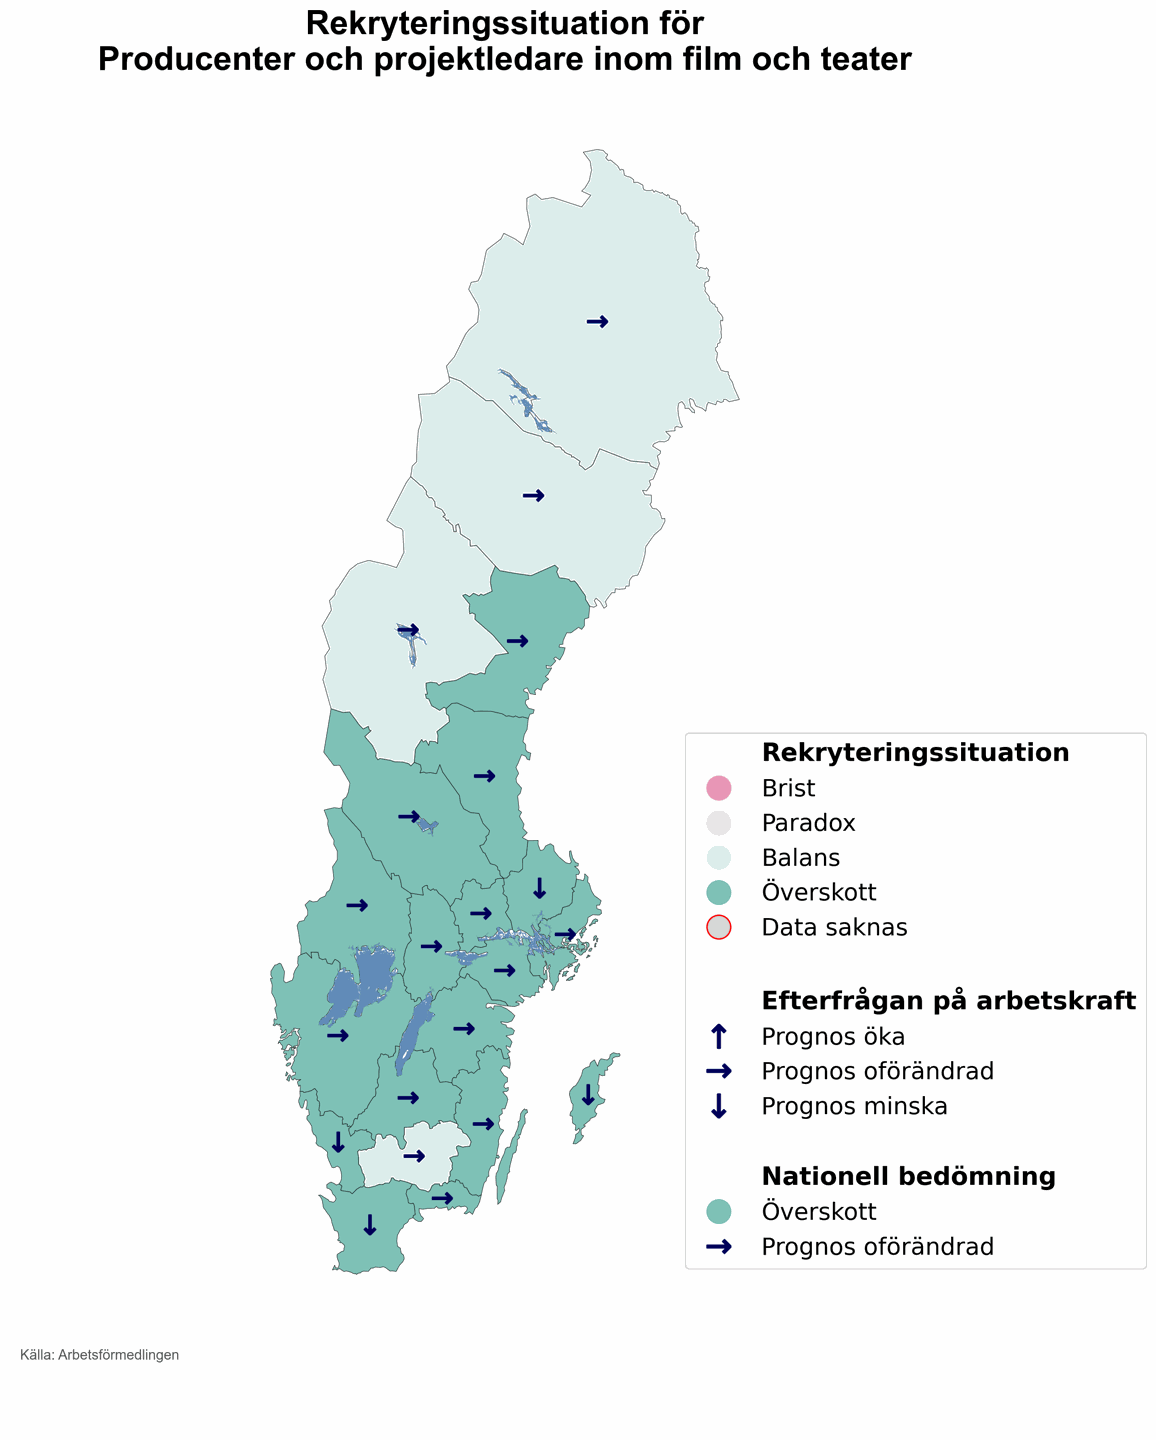 Rekryteringssituation för
Producenter och projektledare inom film och teater
Rekryteringssituation
Brist
Paradox
Balans
Överskott
Data saknas
Efterfrågan på arbetskraft
Prognos öka
Prognos oförändrad
Prognos minska
Nationell bedömning
Överskott
Prognos oförändrad
Källa: Arbetsförmedlingen